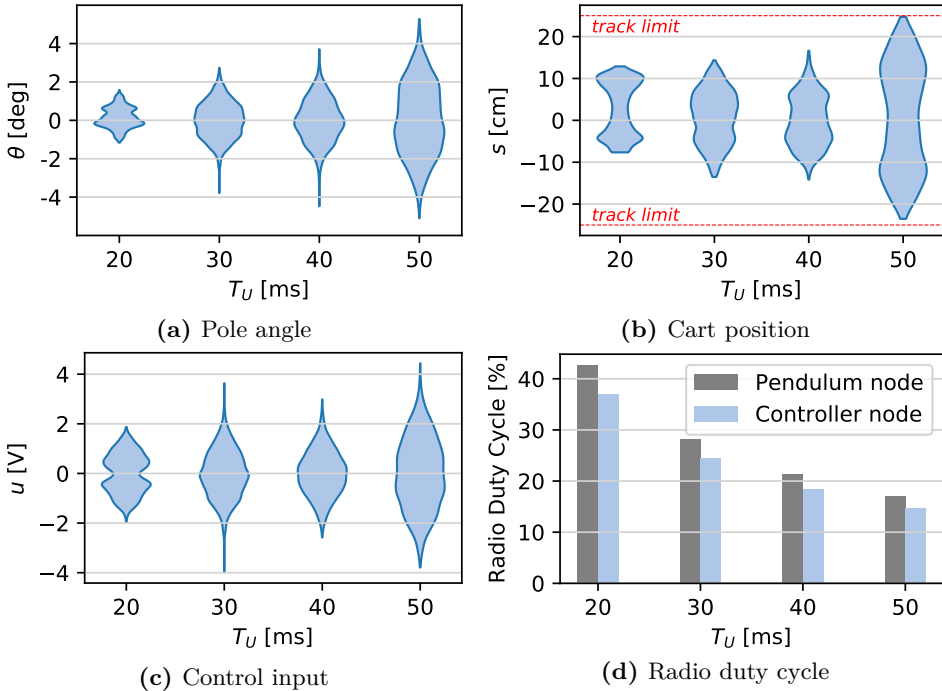 4
2
0
−2
−4
θ [deg]
20 30 40 50
T_U [ms]
(a) Pole angle
track limit
20
10
0
−10
−20
track limit
s [cm]
20 30 40 50
T_U [ms]
(b) Cart position
4
2
0
−2
−4
u [V]
20 30 40 50
T_U [ms]
(c) Control input
Pendulum node
Controller node
40
30
20
10
0
Radio Duty Cycle [%]
20 30 40 50
T_U [ms]
(d) Radio duty cycle